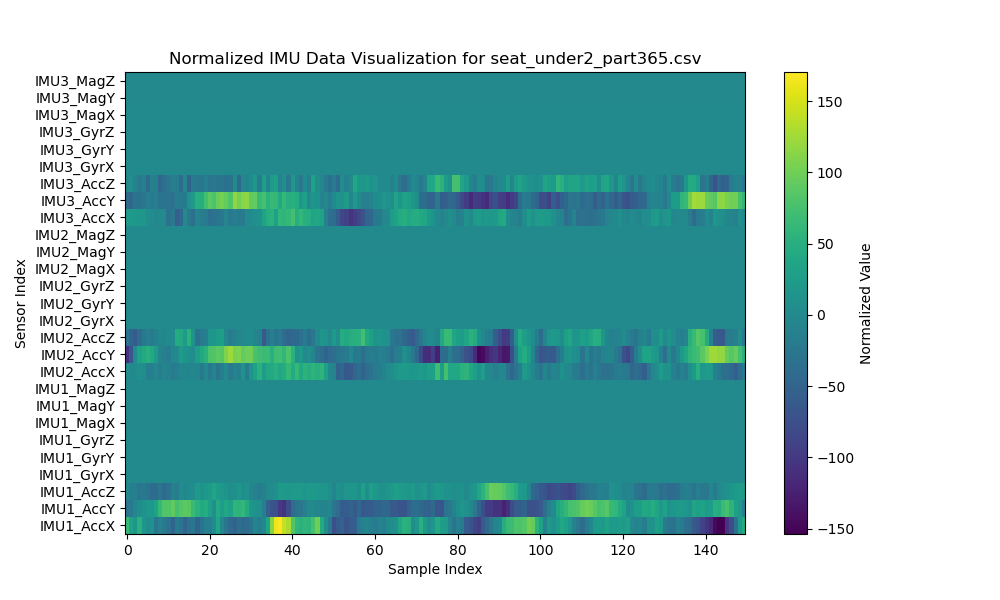 Normalized IMU Data Visualization for seat_under2_part365.csv
IMU3_MagZ
IMU3_MagY
IMU3_MagX
IMU3_GyrZ
IMU3_GyrY
IMU3_GyrX
IMU3_AccZ
IMU3_AccY
IMU3_AccX
IMU2_MagZ
IMU2_MagY
IMU2_MagX
IMU2_GyrZ
IMU2_GyrY
IMU2_GyrX
IMU2_AccZ
IMU2_AccY
IMU2_AccX
IMU1_MagZ
IMU1_MagY
IMU1_MagX
IMU1_GyrZ
IMU1_GyrY
IMU1_GyrX
IMU1_AccZ
IMU1_AccY
IMU1_AccX
Sensor Index
0 20 40 60 80 100 120 140
Sample Index
150
100
50
0
−50
−100
−150
Normalized Value